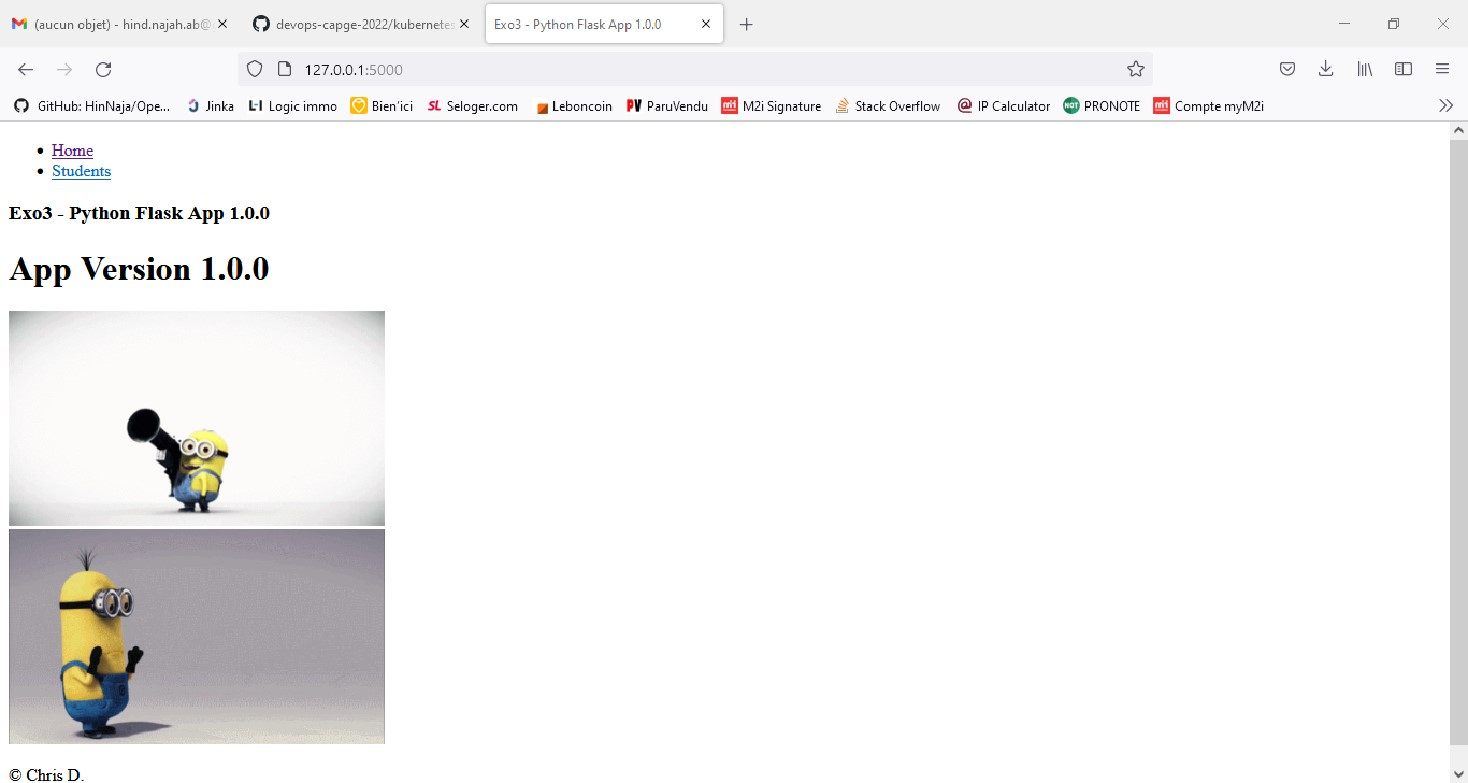 (aucun objet) - hind.najah.ab@
devops-capge-2022/kubernetes
Exo3 - Python Flask App 1.0.0
127.0.0.1:5000
GitHub: HinNaja/Ope...
Jinka
Logic immo
Bien'ici
SL Seloger.com
Leboncoin
PV ParuVendu
M2i Signature
Stack Overflow
IP Calculator
NOT PRONOTE
Compte myM2i
Home
Students
Exo3 - Python Flask App 1.0.0
App Version 1.0.0
© Chris D.